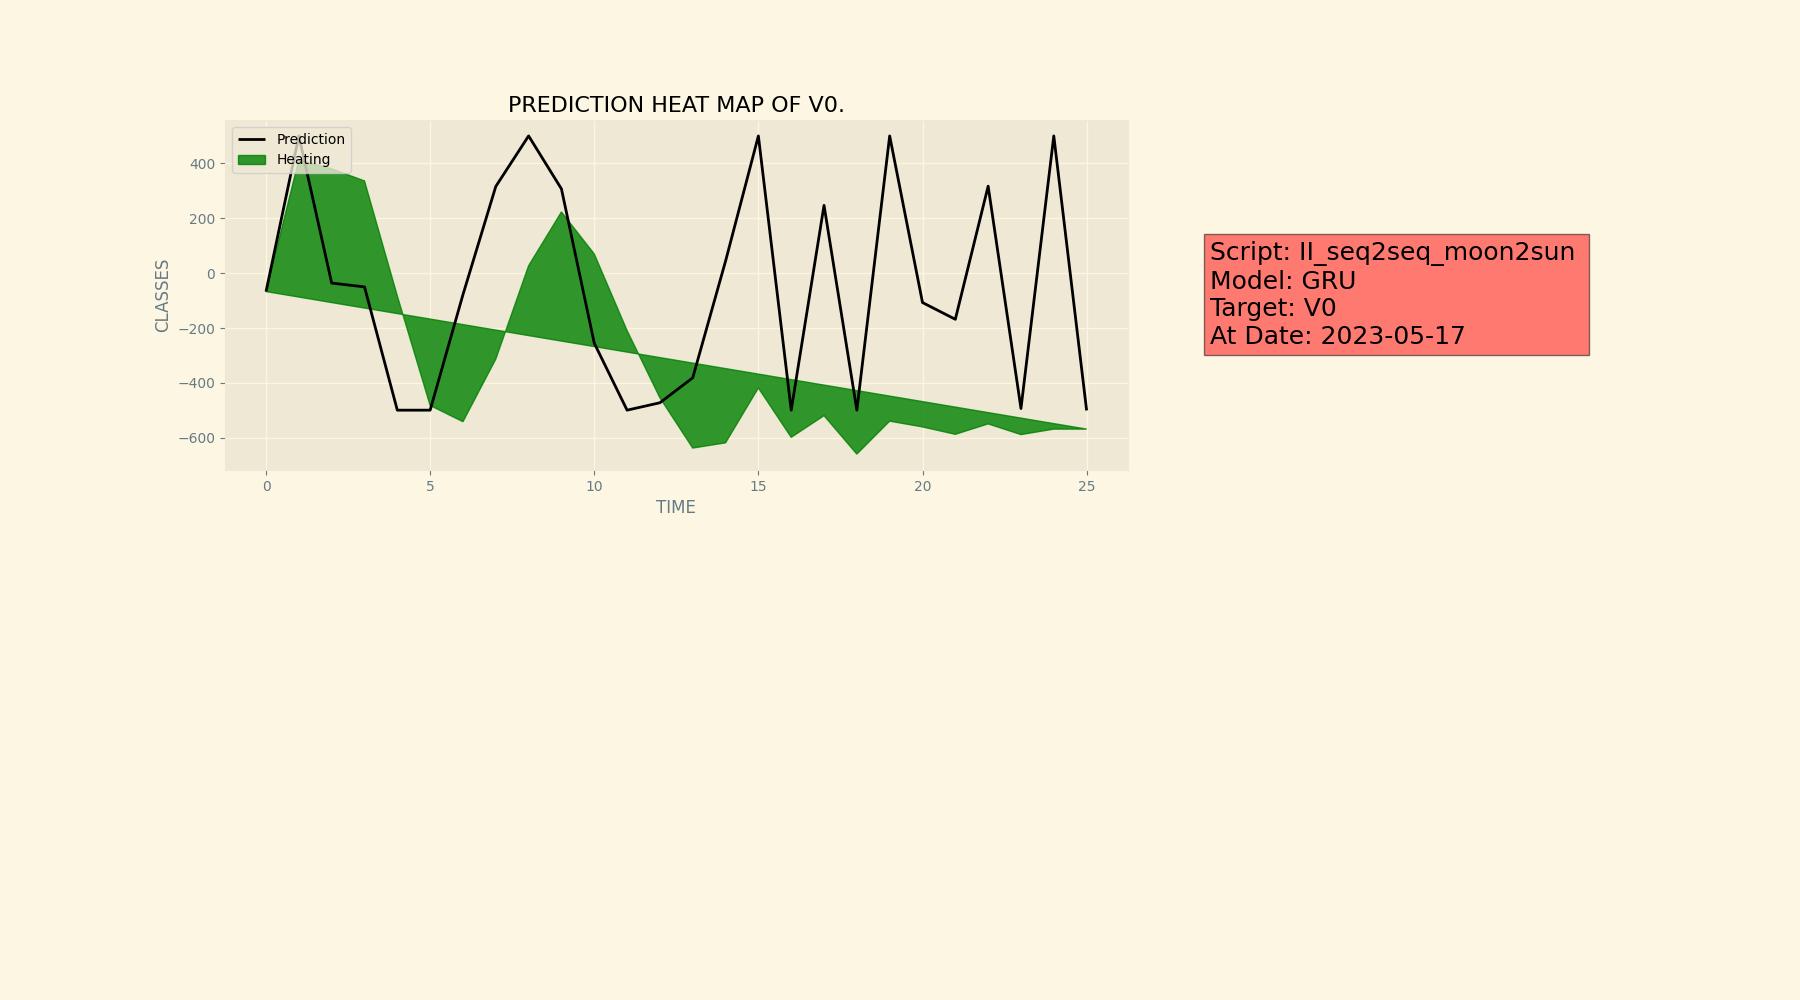 PREDICTION HEAT MAP OF V0.
Prediction
Heating
CLASSES
400
200
0
−200
−400
−600
0 5 10 15 20 25
TIME
Script: II_seq2seq_moon2sun
Model: GRU
Target: V0
At Date: 2023-05-17